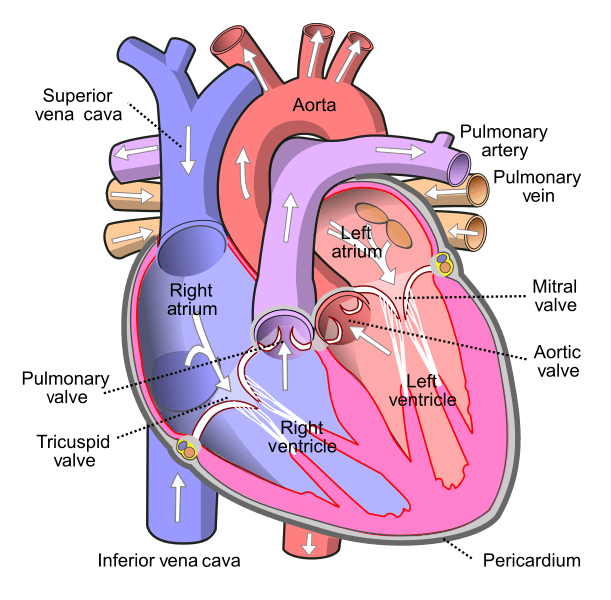 Superior
vena cava
Aorta
Pulmonary
artery
Pulmonary
vein
Left
atrium
Right
atrium
Mitral
valve
Aortic
valve
Pulmonary
valve
Left
ventricle
Tricuspid
valve
Right
ventricle
Inferior vena cava
Pericardium